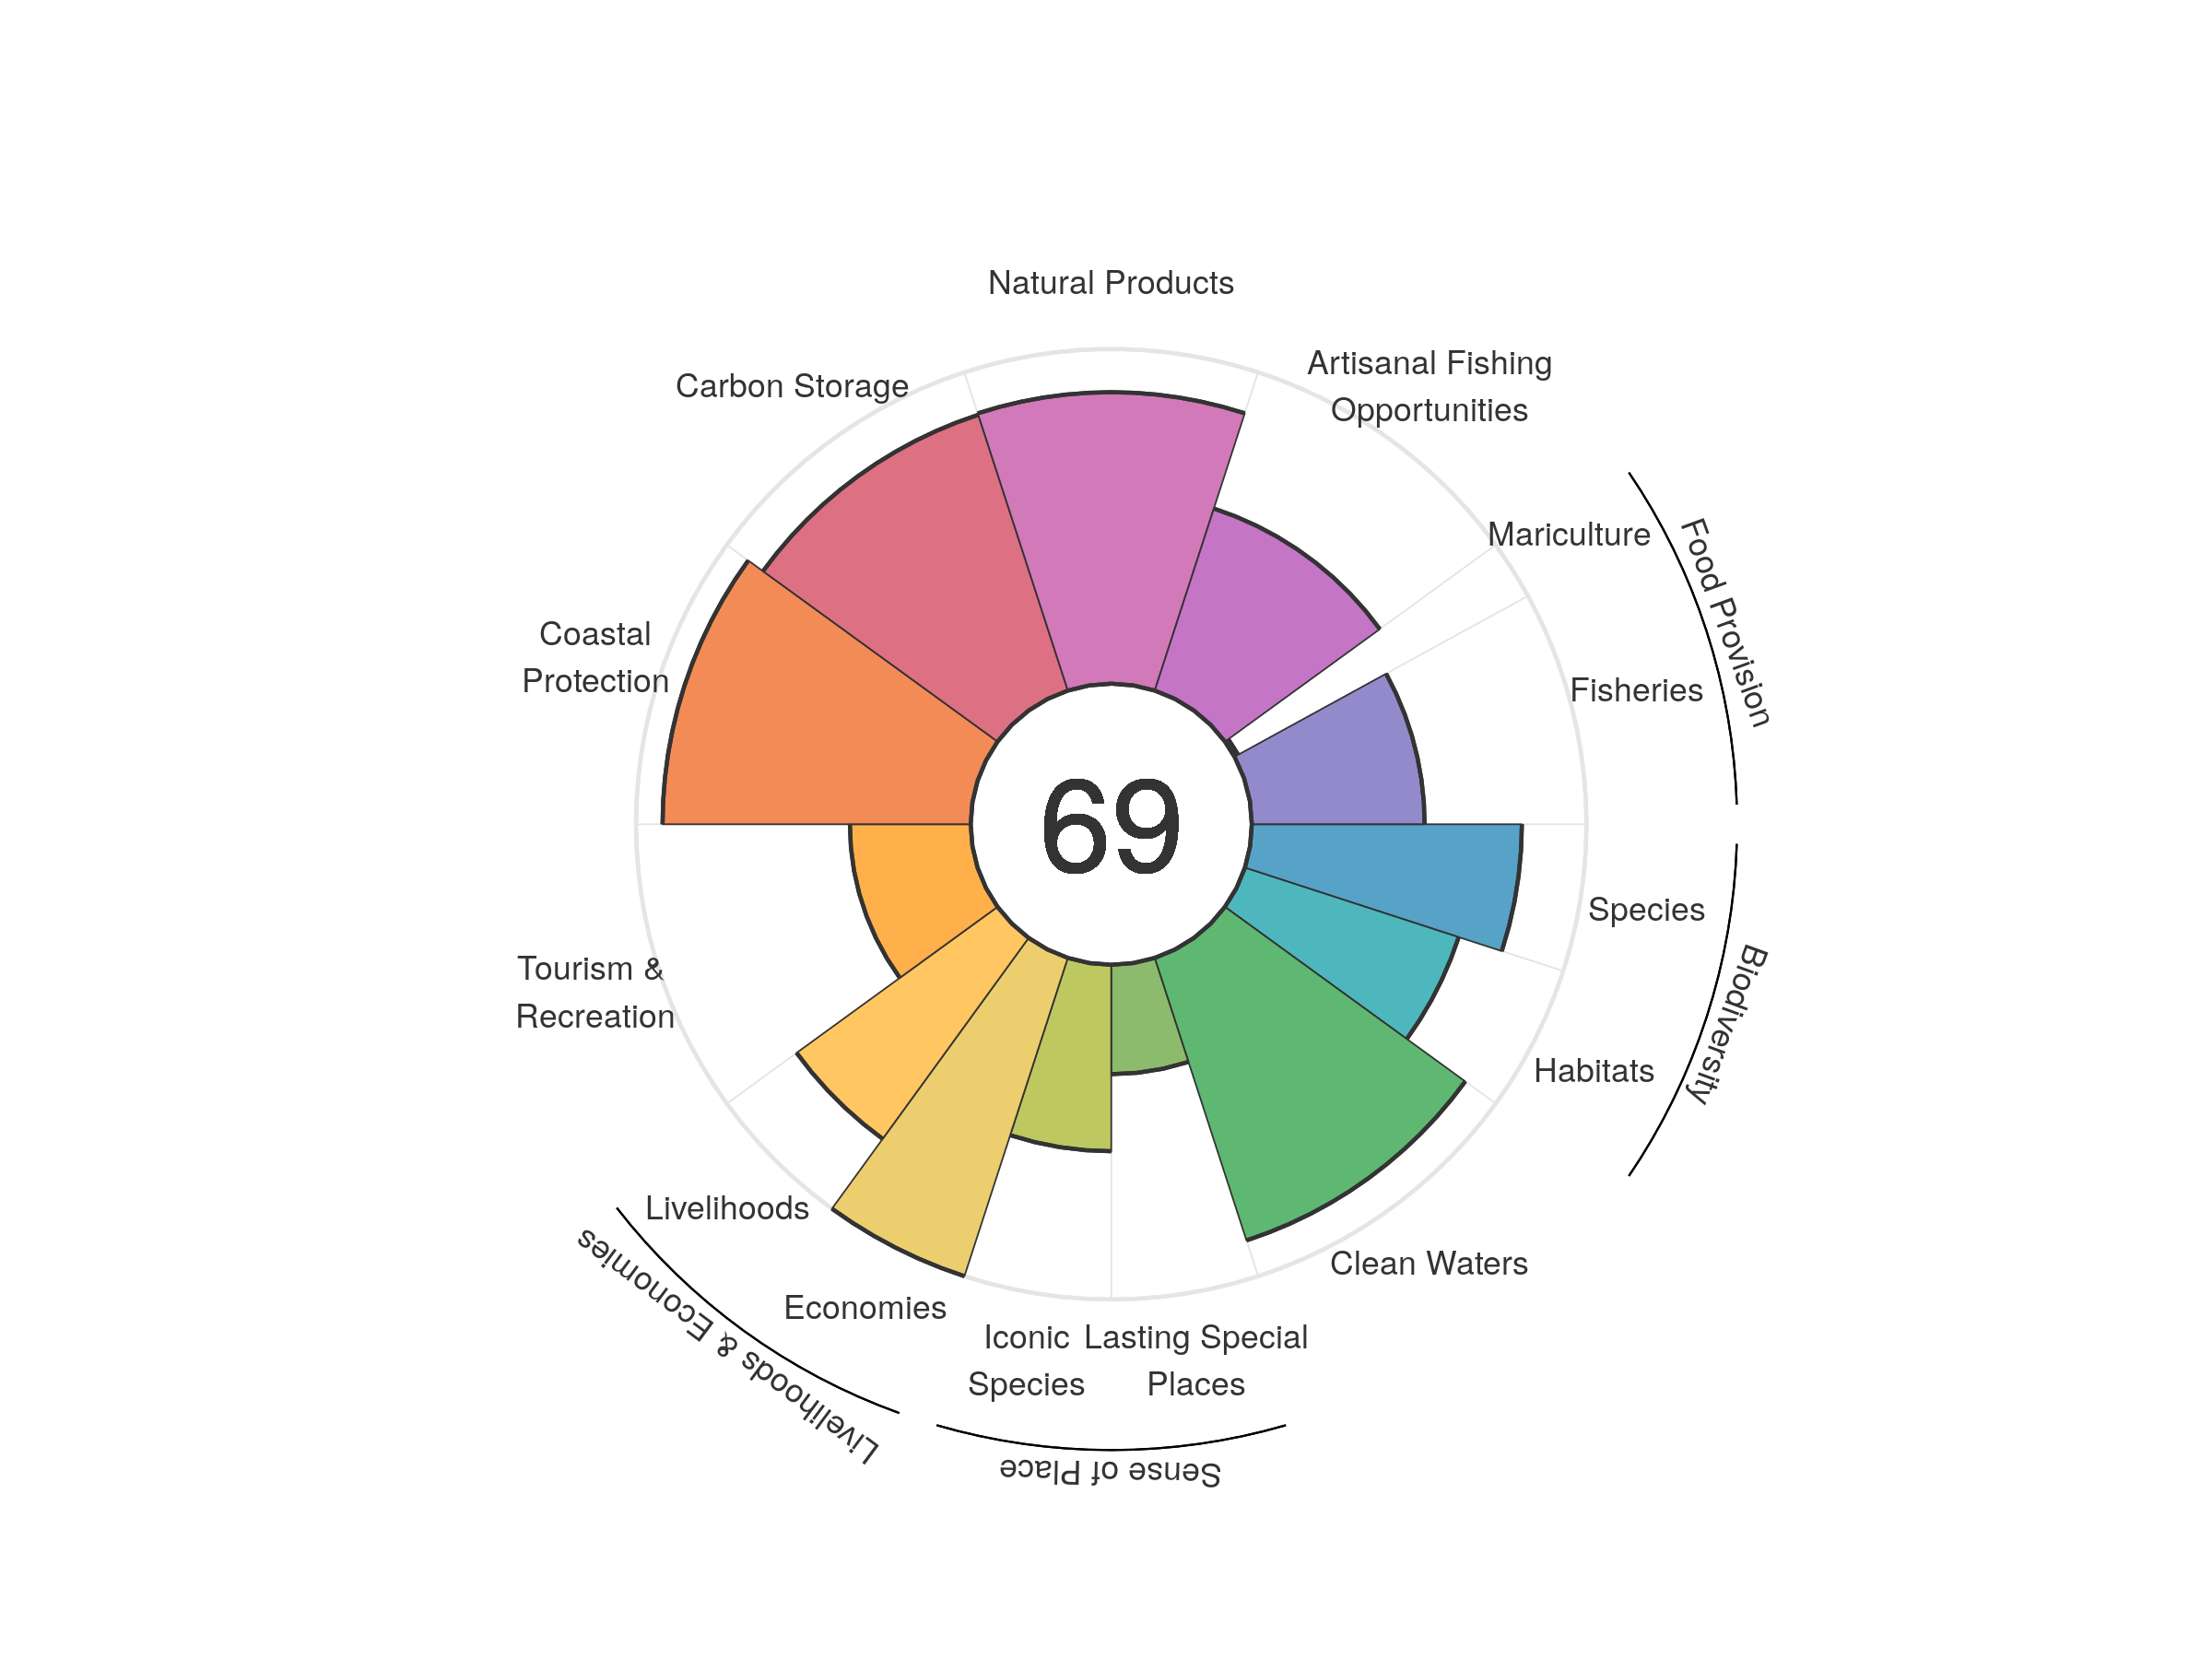 Natural Products
Artisanal Fishing
Opportunities
Carbon Storage
Mariculture
Food Provision
Coastal
Protection
Fisheries
69
Species
Biodiversity
Tourism &
Recreation
Habitats
Livelihoods
Clean Waters
Economies
Livelihoods & Economies
Iconic
Species
Lasting Special
Places
Sense of Place